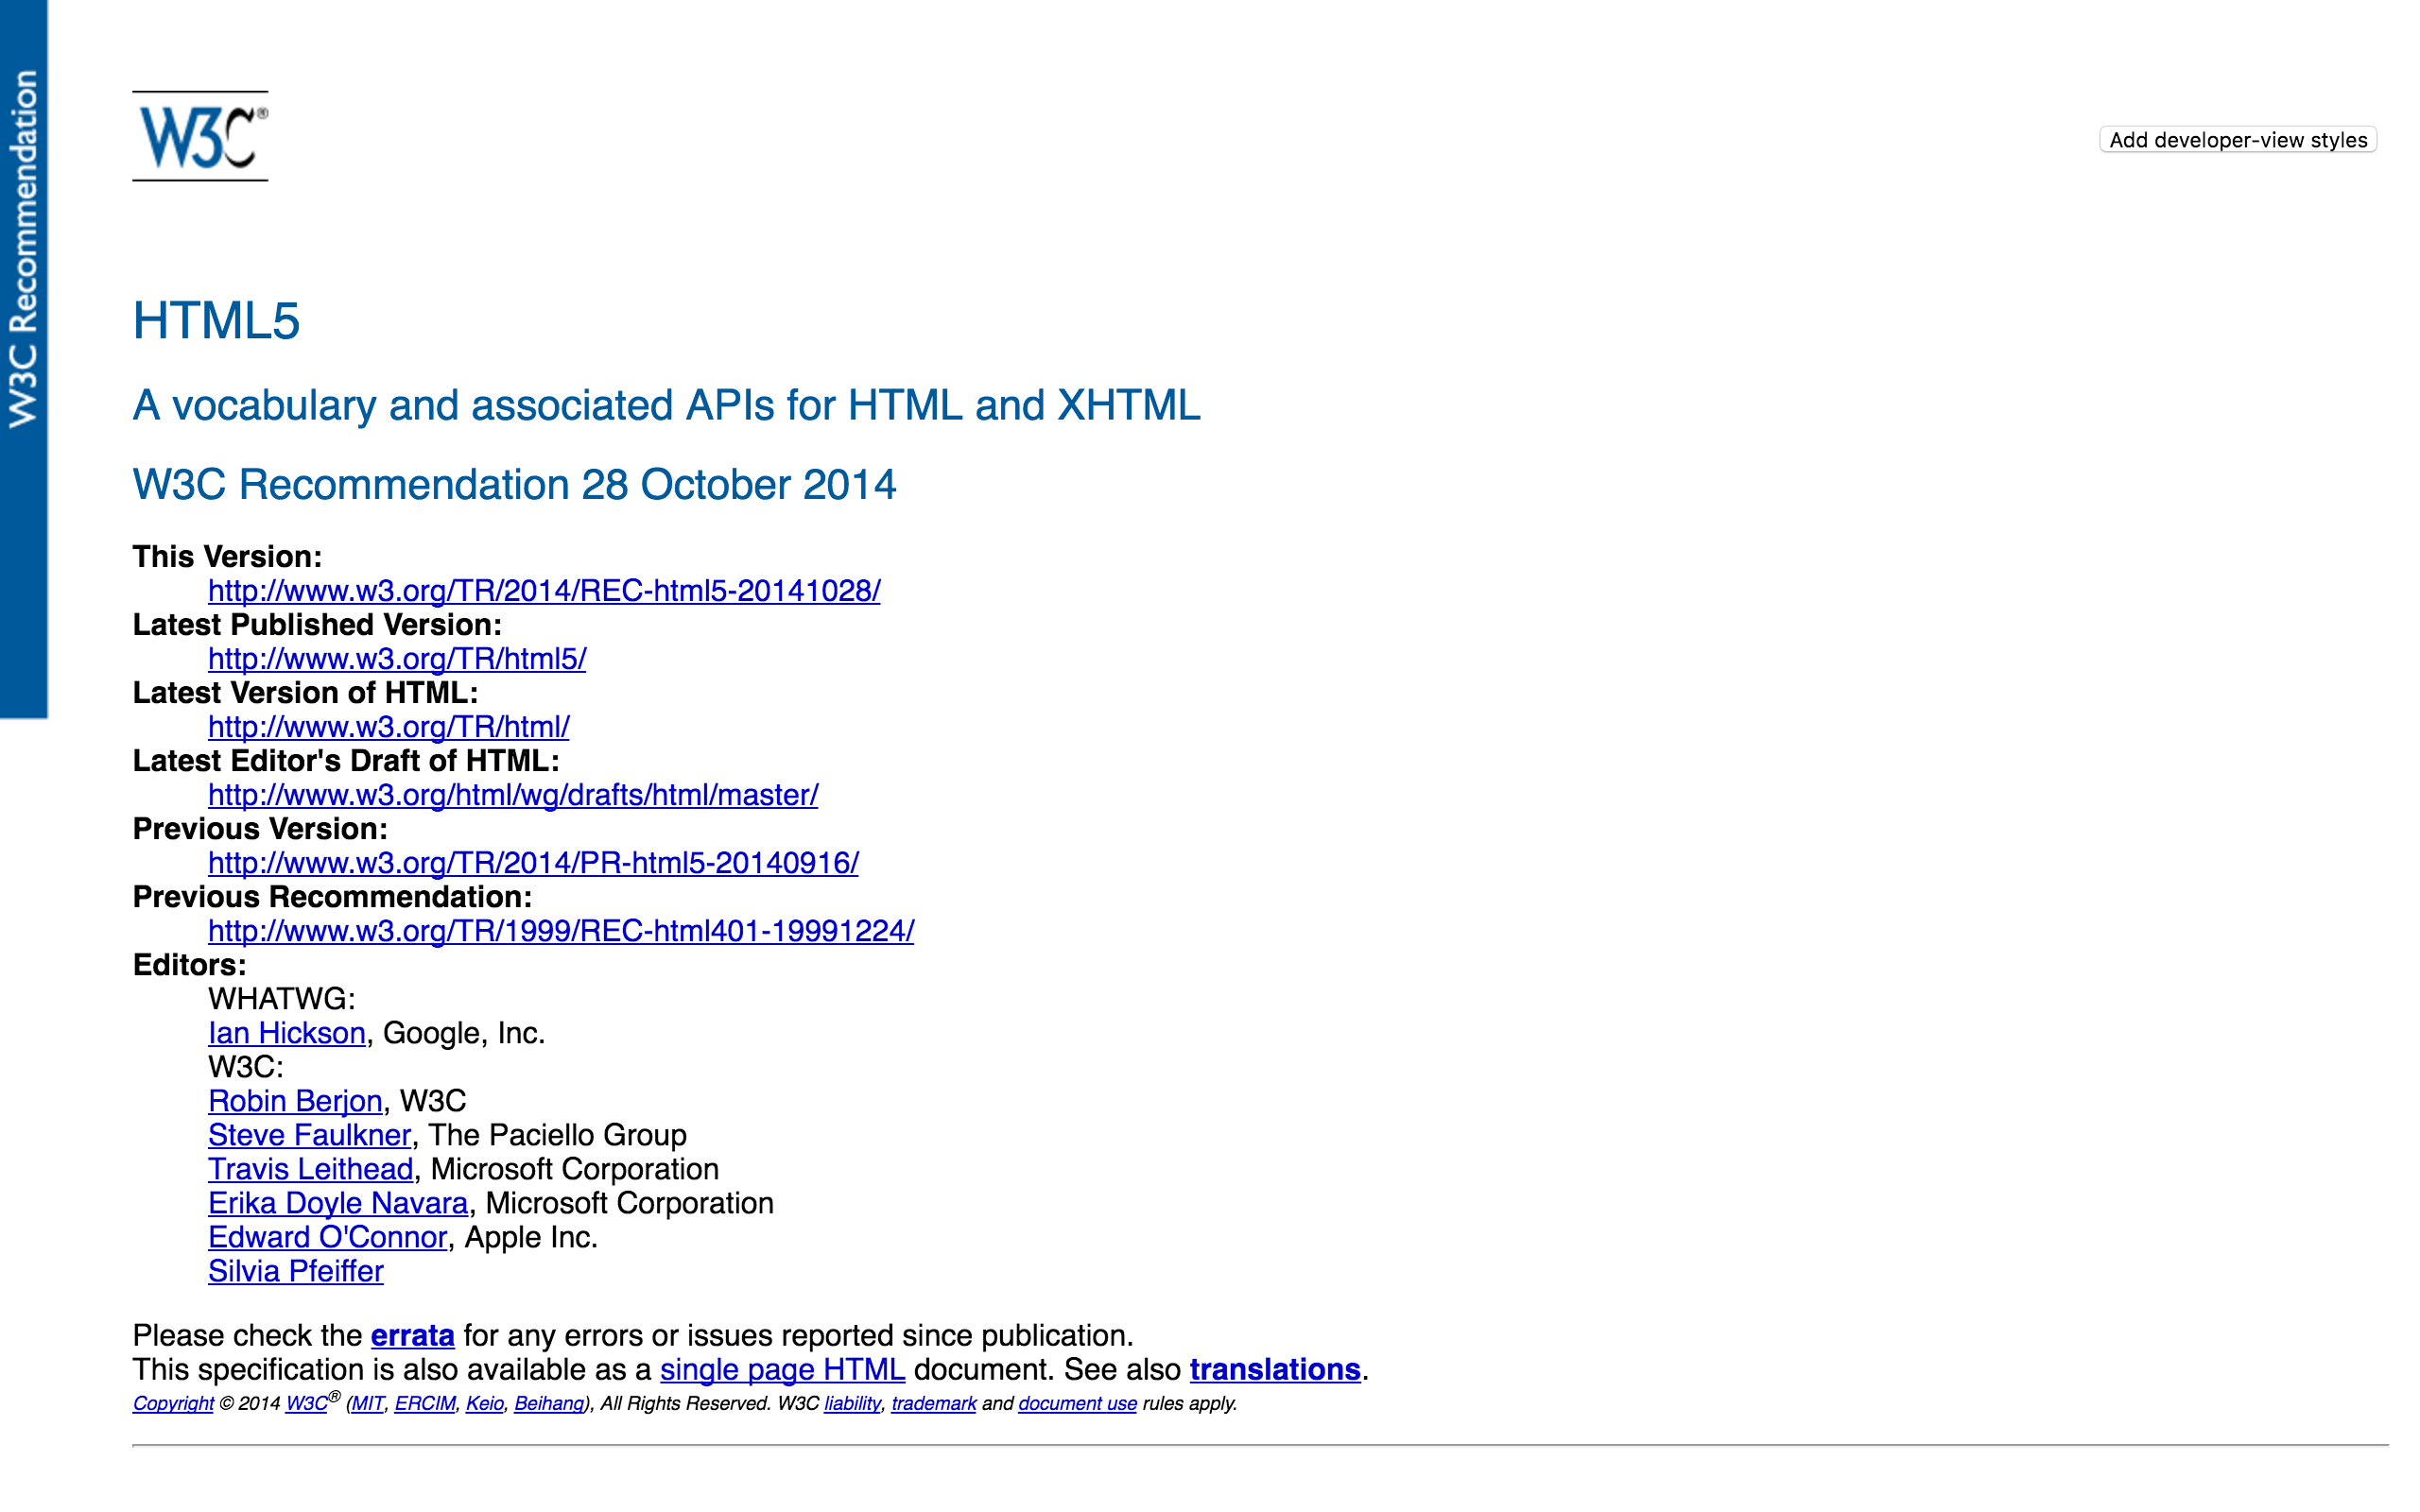 W3C Recommendation
W3C®
Add developer-view styles
HTML5
A vocabulary and associated APIs for HTML and XHTML
W3C Recommendation 28 October 2014
This Version:
http://www.w3.org/TR/2014/REC-html5-20141028/
Latest Published Version:
http://www.w3.org/TR/html5/
Latest Version of HTML:
http://www.w3.org/TR/html/
Latest Editor's Draft of HTML:
http://www.w3.org/html/wg/drafts/html/master/
Previous Version:
http://www.w3.org/TR/2014/PR-html5-20140916/
Previous Recommendation:
http://www.w3.org/TR/1999/REC-html401-19991224/
Editors:
WHATWG:
Ian Hickson, Google, Inc.
W3C:
Robin Berjon, W3C
Steve Faulkner, The Paciello Group
Travis Leithead, Microsoft Corporation
Erika Doyle Navara, Microsoft Corporation
Edward O'Connor, Apple Inc.
Silvia Pfeiffer
Please check the errata for any errors or issues reported since publication.
This specification is also available as a single page HTML document. See also translations.
Copyright © 2014 W3C® (MIT, ERCIM, Keio, Beihang), All Rights Reserved. W3C liability, trademark and document use rules apply.